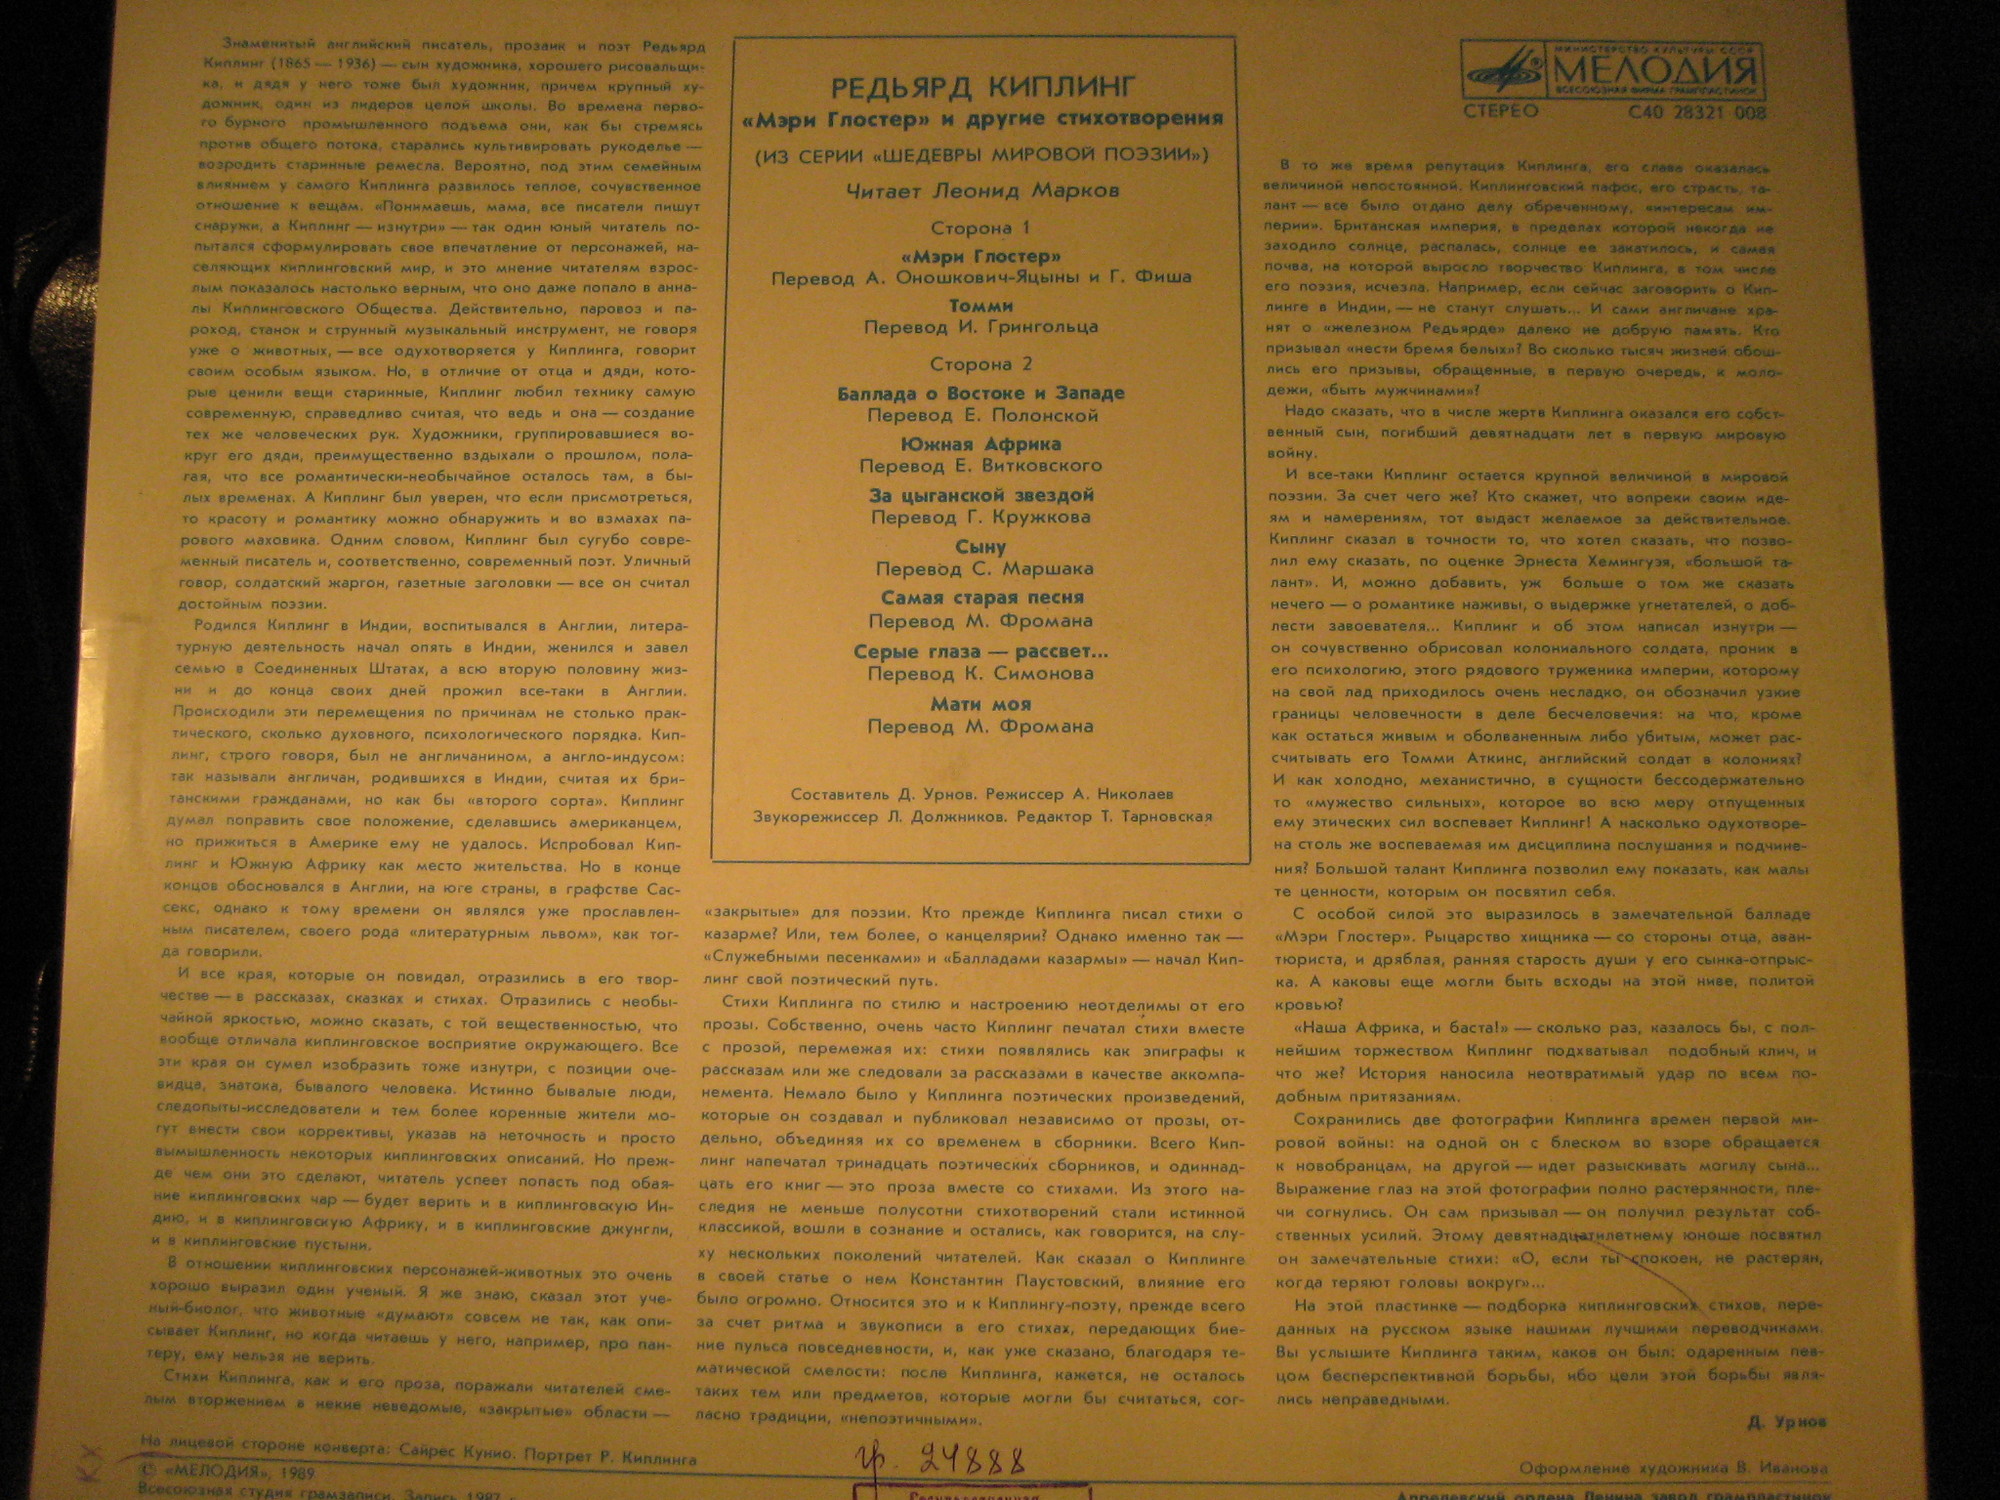 Знаменитый английский писатель, прозаик и поэт Редьярд
Киплинг (1865 — 1936) — сын художника, хорошего рисовальщи-
ка, и дядя у него тоже был художник, причем крупный ху-
дожник, один из лидеров целой школы. Во времена перво-
го бурного промышленного подъема они, как бы стремясь
против общего потока, старались культивировать рукоделье —
возродить старинные ремесла. Вероятно, под этим семейным
влиянием у самого Киплинга развилось теплое, сочувственное
отношение к вещам. «Понимаешь, мама, все писатели пишут
снаружи, а Киплинг — изнутри» — так один юный читатель по-
пытался сформулировать свое впечатление от персонажей, на-
селяющих киплинговский мир, и это мнение читателям взрос-
лым показалось настолько верным, что оно даже попало в анна-
лы Киплинговского Общества. Действительно, паровоз и па-
роход, станок и струнный музыкальный инструмент, не говоря
уже о животных, — все одухотворяется у Киплинга, говорит
своим особым языком. Но, в отличие от отца и дяди, кото-
рые ценили вещи старинные, Киплинг любил технику самую
современную, справедливо считая, что ведь и она — создание
тех же человеческих рук. Художники, группировавшиеся во-
круг его дяди, преимущественно вздыхали о прошлом, пола-
гая, что все романтически-необычайное осталось там, в бы-
лых временах. А Киплинг был уверен, что если присмотреться,
то красоту и романтику можно обнаружить и во взмахах па-
рового маховика. Одним словом, Киплинг был сугубо совре-
менный писатель и, соответственно, современный поэт. Уличный
говор, солдатский жаргон, газетные заголовки — все он считал
достойным поэзии.
Родился Киплинг в Индии, воспитывался в Англии, литера-
турную деятельность начал опять в Индии, женился и завел
семью в Соединенных Штатах, а всю вторую половину жиз-
ни и до конца своих дней прожил все-таки в Англии.
Происходили эти перемещения по причинам не столько прак-
тического, сколько духовного, психологического порядка. Кип-
линг, строго говоря, был не англичанином, а англо-индусом:
так называли англичан, родившихся в Индии, считая их бри-
танскими гражданами, но как бы «второго сорта». Киплинг
думал поправить свое положение, сделавшись американцем,
но прижиться в Америке ему не удалось. Испробовал Кип-
линг и Южную Африку как место жительства. Но в конце
концов обосновался в Англии, на юге страны, в графстве Сас-
секс, однако к тому времени он являлся уже прославлен-
ным писателем, своего рода «литературным львом», как тог-
да говорили.
И все края, которые он повидал, отразились в его твор-
честве — в рассказах, сказках и стихах. Отразились с необы-
чайной яркостью, можно сказать, с той вещественностью, что
вообще отличала киплинговское восприятие окружающего. Все
эти края он сумел изобразить тоже изнутри, с позиции оче-
видца, знатока, бывалого человека. Истинно бывалые люди,
следопыты-исследователи и тем более коренные жители мо-
гут внести свои коррективы, указав на неточность и просто
вымышленность некоторых киплинговских описаний. Но преж-
де чем они это сделают, читатель успеет попасть под обая-
ние киплинговских чар — будет верить и в киплинговскую Ин-
дию, и в киплинговскую Африку, и в киплинговские джунгли,
и в киплинговские пустыни.
В отношении киплинговских персонажей-животных это очень
хорошо выразил один ученый. Я же знаю, сказал этот уче-
ный-биолог, что животные «думают» совсем не так, как опи-
сывает Киплинг, но когда читаешь у него, например, про пан-
теру, ему нельзя не верить.
Стихи Киплинга, как и его проза, поражали читателей сме-
лым вторжением в некие неведомые, «закрытые» области —
РЕДЬЯРД КИПЛИНГ
«Мэри Глостер» и другие стихотворения
(ИЗ СЕРИИ «ШЕДЕВРЫ МИРОВОЙ ПОЭЗИИ»)
Читает Леонид Марков
Сторона 1
«Мэри Глостер»
Перевод А. Оношкович-Яцыны и Г. Фиша
Томми
Перевод И. Грингольца
Сторона 2
Баллада о Востоке и Западе
Перевод Е. Полонской
Южная Африка
Перевод Е. Витковского
За цыганской звездой
Перевод Г. Кружкова
Сыну
Перевод С. Маршака
Самая старая песня
Перевод М. Фромана
Серые глаза — рассвет...
Перевод К. Симонова
Мати моя
Перевод М. Фромана
Составитель Д. Урнов. Режиссер А. Николаев
Звукорежиссер Л. Должников. Редактор Т. Тарновская
«закрытые» для поэзии. Кто прежде Киплинга писал стихи о
казарме? Или, тем более, о канцелярии? Однако именно так —
«Служебными песенками» и «Балладами казармы» — начал Кип-
линг свой поэтический путь.
Стихи Киплинга по стилю и настроению неотделимы от его
прозы. Собственно, очень часто Киплинг печатал стихи вместе
с прозой, перемежая их: стихи появлялись как эпиграфы к
рассказам или же следовали за рассказами в качестве аккомпа-
немента. Немало было у Киплинга поэтических произведений,
которые он создавал и публиковал независимо от прозы, от-
дельно, объединяя их со временем в сборники. Всего Кип-
линг напечатал тринадцать поэтических сборников, и одиннад-
цать его книг — это проза вместе со стихами. Из этого на-
следия не меньше полусотни стихотворений стали истинной
классикой, вошли в сознание и остались, как говорится, на слу-
ху нескольких поколений читателей. Как сказал о Киплинге
в своей статье о нем Константин Паустовский, влияние его
было огромно. Относится это и к Киплингу-поэту, прежде всего
за счет ритма и звукописи в его стихах, передающих бие-
ние пульса повседневности, и, как уже сказано, благодаря те-
матической смелости: после Киплинга, кажется, не осталось
таких тем или предметов, которые могли бы считаться, сог-
ласно традиции, «непоэтичными».
МИНИСТЕРСТВО КУЛЬТУРЫ СССР
МЕЛОДИЯ
ВСЕСОЮЗНАЯ ФИРМА ГРАМПЛАСТИНОК
СТЕРЕО С40 28321 008
В то же время репутация Киплинга, его слава оказалась
величиной непостоянной. Киплинговский пафос, его страсть, та-
лант — все было отдано делу обреченному, «интересам им-
перии». Британская империя, в пределах которой некогда не
заходило солнце, распалась, солнце ее закатилось, и самая
почва, на которой выросло творчество Киплинга, в том числе
его поэзия, исчезла. Например, если сейчас заговорить о Кип-
линге в Индии, — не станут слушать... И сами англичане хра-
нят о «железном Редьярде» далеко не добрую память. Кто
призывал «нести бремя белых»? Во сколько тысяч жизней обош-
лись его призывы, обращенные, в первую очередь, к моло-
дежи, «быть мужчинами»?
Надо сказать, что в числе жертв Киплинга оказался его собст-
венный сын, погибший девятнадцати лет в первую мировую
войну.
И все-таки Киплинг остается крупной величиной в мировой
поэзии. За счет чего же? Кто скажет, что вопреки своим иде-
ям и намерениям, тот выдаст желаемое за действительное.
Киплинг сказал в точности то, что хотел сказать, что позво-
лил ему сказать, по оценке Эрнеста Хемингуэя, «большой та-
лант». И, можно добавить, уж больше о том же сказать
нечего — о романтике наживы, о выдержке угнетателей, о доб-
лести завоевателя... Киплинг и об этом написал изнутри —
он сочувственно обрисовал колониального солдата, проник в
его психологию, этого рядового труженика империи, которому
на свой лад приходилось очень несладко, он обозначил узкие
границы человечности в деле бесчеловечия: на что, кроме
как остаться живым и оболваненным либо убитым, может рас-
считывать его Томми Аткинс, английский солдат в колониях?
И как холодно, механистично, в сущности бессодержательно
то «мужество сильных», которое во всю меру отпущенных
ему этических сил воспевает Киплинг! А насколько одухотворе-
на столь же воспеваемая им дисциплина послушания и подчине-
ния? Большой талант Киплинга позволил ему показать, как малы
те ценности, которым он посвятил себя.
С особой силой это выразилось в замечательной балладе
«Мэри Глостер». Рыцарство хищника — со стороны отца, аван-
тюриста, и дряблая, ранняя старость души у его сынка-отпрыс-
ка. А каковы еще могли быть всходы на этой ниве, политой
кровью?
«Наша Африка, и баста!» — сколько раз, казалось бы, с пол-
нейшим торжеством Киплинг подхватывал подобный клич, и
что же? История наносила неотвратимый удар по всем по-
добным притязаниям.
Сохранились две фотографии Киплинга времен первой ми-
ровой войны: на одной он с блеском во взоре обращается
к новобранцам, на другой — идет разыскивать могилу сына...
Выражение глаз на этой фотографии полно растерянности, пле-
чи согнулись. Он сам призывал — он получил результат соб-
ственных усилий. Этому девятнадцатилетнему юноше посвятил
он замечательные стихи: «О, если ты спокоен, не растерян,
когда теряют головы вокруг»...
На этой пластинке — подборка киплинговских стихов, пере-
данных на русском языке нашими лучшими переводчиками.
Вы услышите Киплинга таким, каков он был: одаренным пев-
цом бесперспективной борьбы, ибо цели этой борьбы явля-
лись неправедными.
Д. Урнов
На лицевой стороне конверта: Сайрес Кунио. Портрет Р. Киплинга
© «МЕЛОДИЯ», 1989
Всесоюзная студия грамзаписи. Запись 1987 г.
гр. 24888
Государственная
Оформление художника В. Иванова
Апрелевский ордена Ленина завод грампластинок